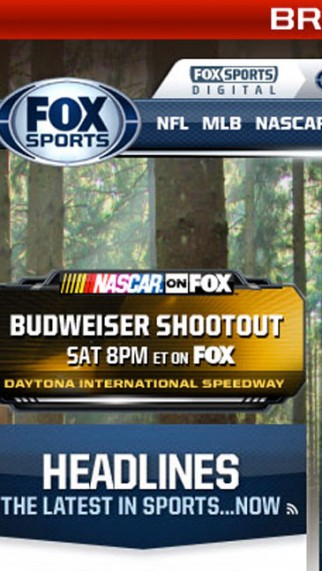 BR
FOX SPORTS
DIGITAL
FOX
SPORTS
NFL MLB NASCAR
NASCAR ON FOX
BUDWEISER SHOOTOUT
SAT 8PM ET ON FOX
DAYTONA INTERNATIONAL SPEEDWAY
HEADLINES
THE LATEST IN SPORTS...NOW